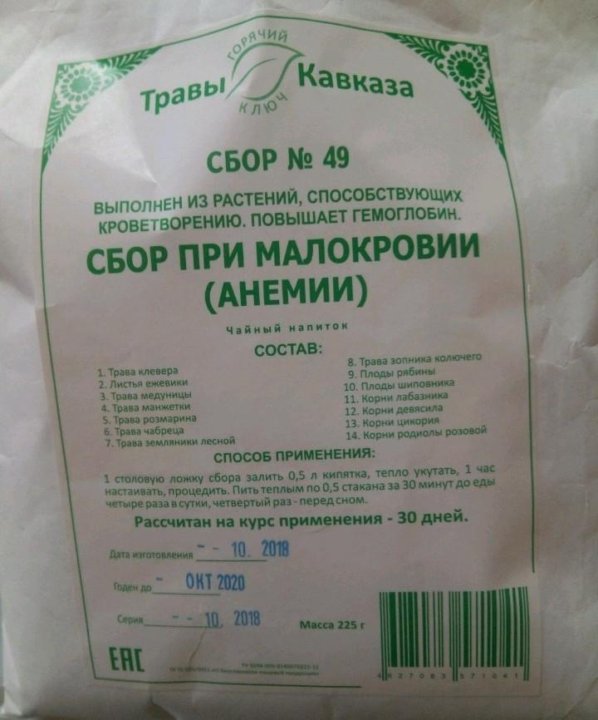 ГОРЯЧИЙ
Травы Кавказа
КЛЮЧ
СБОР № 49
ВЫПОЛНЕН ИЗ РАСТЕНИЙ, СПОСОБСТВУЮЩИХ
КРОВЕТВОРЕНИЮ. ПОВЫШАЕТ ГЕМОГЛОБИН.
СБОР ПРИ МАЛОКРОВИИ
(АНЕМИИ)
Чайный напиток
СОСТАВ:
1. Трава клевера
2. Листья ежевики
3. Трава медуницы
4. Трава манжетки
5. Трава розмарина
6. Трава чабреца
7. Трава земляники лесной
8. Трава зопника колючего
9. Плоды рябины
10. Плоды шиповника
11. Корни лабазника
12. Корни девясила
13. Корни цикория
14. Корни родиолы розовой
СПОСОБ ПРИМЕНЕНИЯ:
1 столовую ложку сбора залить 0,5 л кипятка, тепло укутать, 1 час
настаивать, процедить. Пить теплым по 0,5 стакана за 30 минут до еды
четыре раза в сутки, четвертый раз - перед сном.
Рассчитан на курс применения - 30 дней.
Дата изготовления - - 10. 2018
Годен до - ОКТ 2020
Серия - - 10. 2018
Масса 225 г
EAC
4 627083 571641